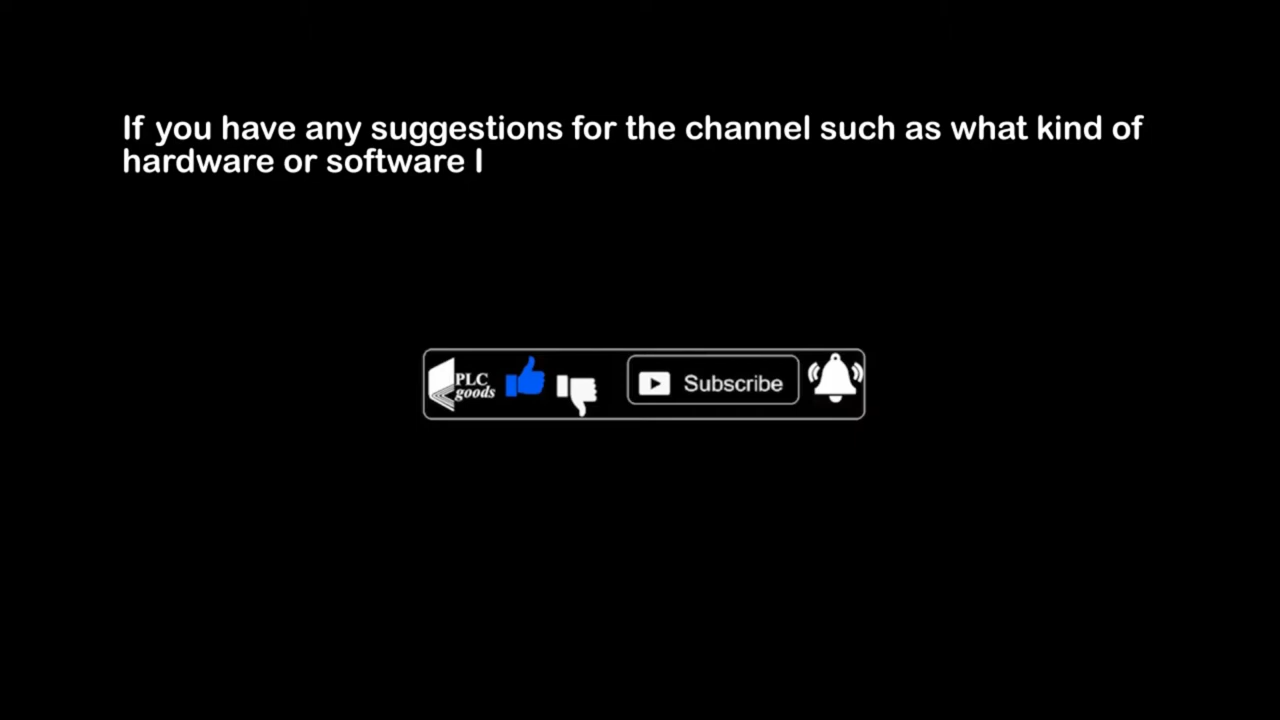 If you have any suggestions for the channel such as what kind of
hardware or software I
PLC
goods
Subscribe